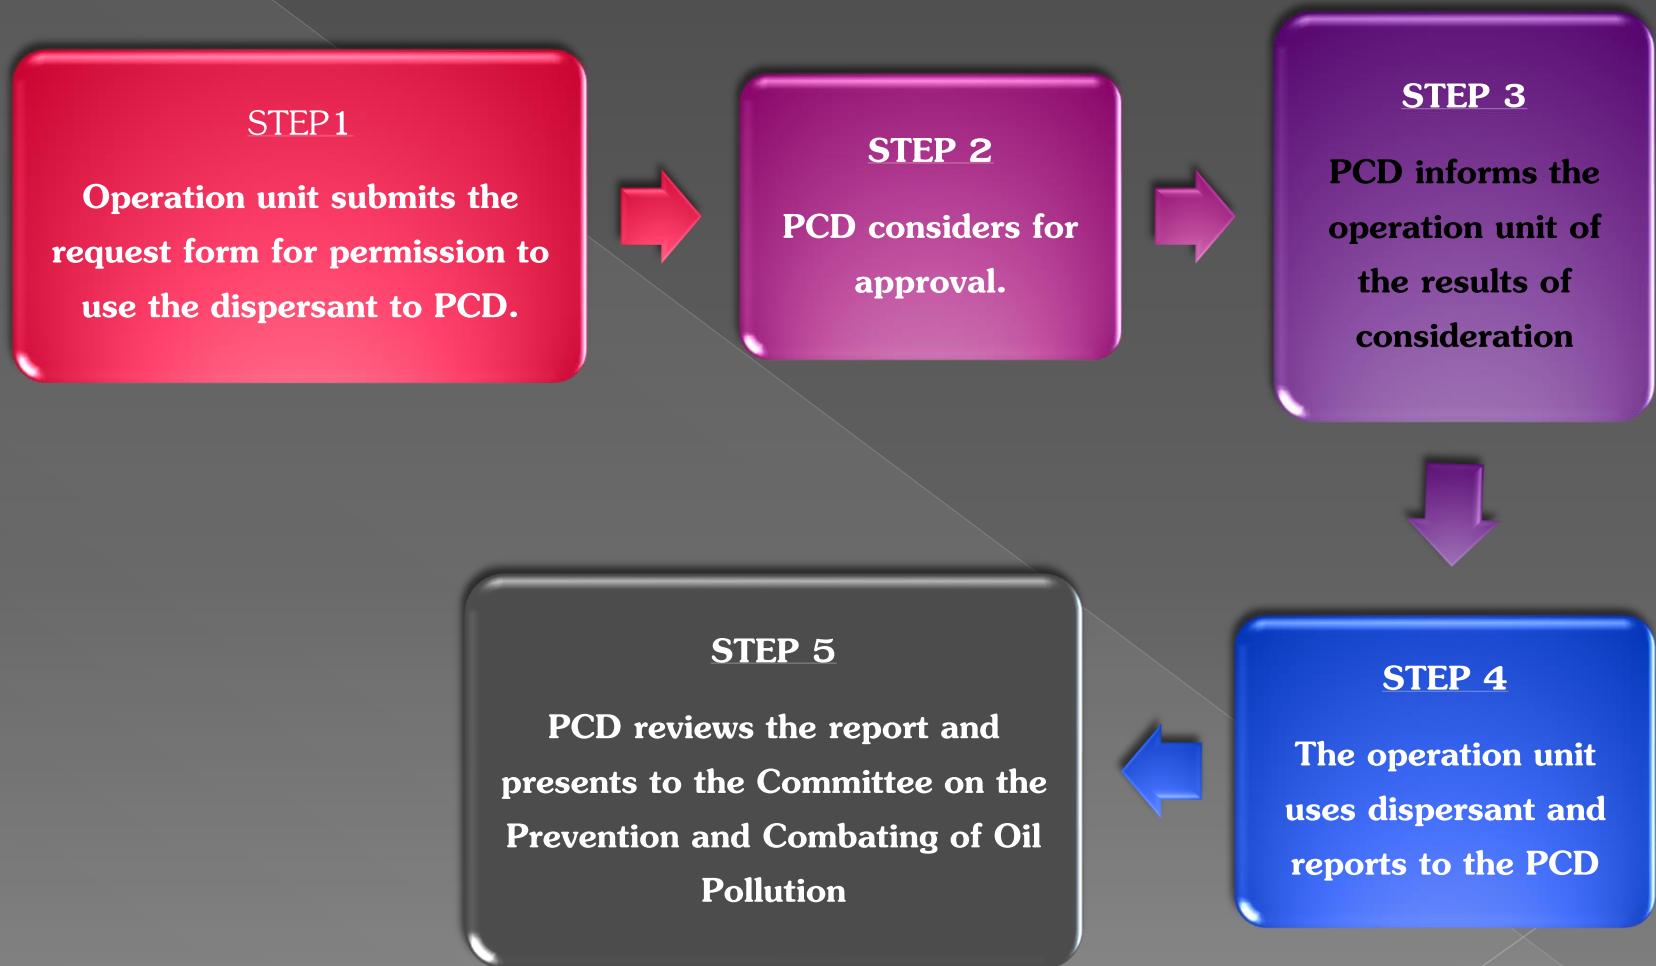 STEP1
Operation unit submits the
request form for permission to
use the dispersant to PCD.
STEP 2
PCD considers for
approval.
STEP 3
PCD informs the
operation unit of
the results of
consideration
STEP 4
The operation unit
uses dispersant and
reports to the PCD
STEP 5
PCD reviews the report and
presents to the Committee on the
Prevention and Combating of Oil
Pollution